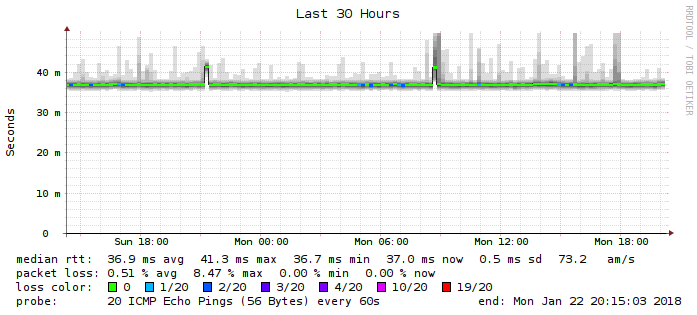 Last 30 Hours
RRDTOOL / TOBI OETIKER
Seconds
40 m
30 m
20 m
10 m
0
Sun 18:00 Mon 00:00 Mon 06:00 Mon 12:00 Mon 18:00
median rtt: 36.9 ms avg 41.3 ms max 36.7 ms min 37.0 ms now 0.5 ms sd 73.2 am/s
packet loss: 0.51 % avg 8.47 % max 0.00 % min 0.00 % now
loss color: 0 1/20 2/20 3/20 4/20 10/20 19/20
probe: 20 ICMP Echo Pings (56 Bytes) every 60s end: Mon Jan 22 20:15:03 2018